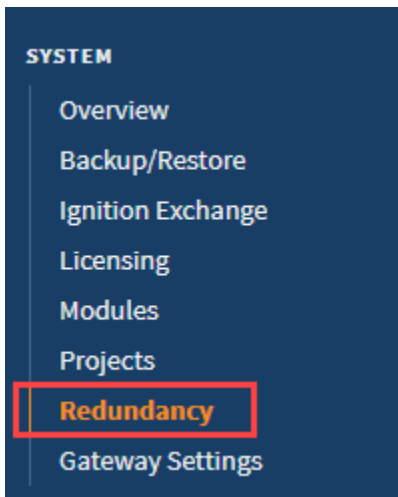 SYSTEM
Overview
Backup/Restore
Ignition Exchange
Licensing
Modules
Projects
Redundancy
Gateway Settings